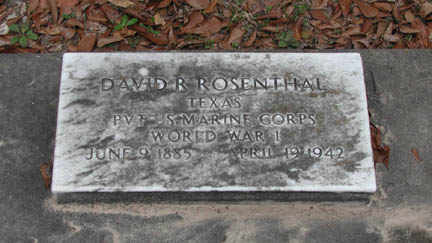 DAVID R ROSENTHAL
TEXAS
PVT US MARINE CORPS
WORLD WAR I
JUNE 9 1885 APRIL 19 1942